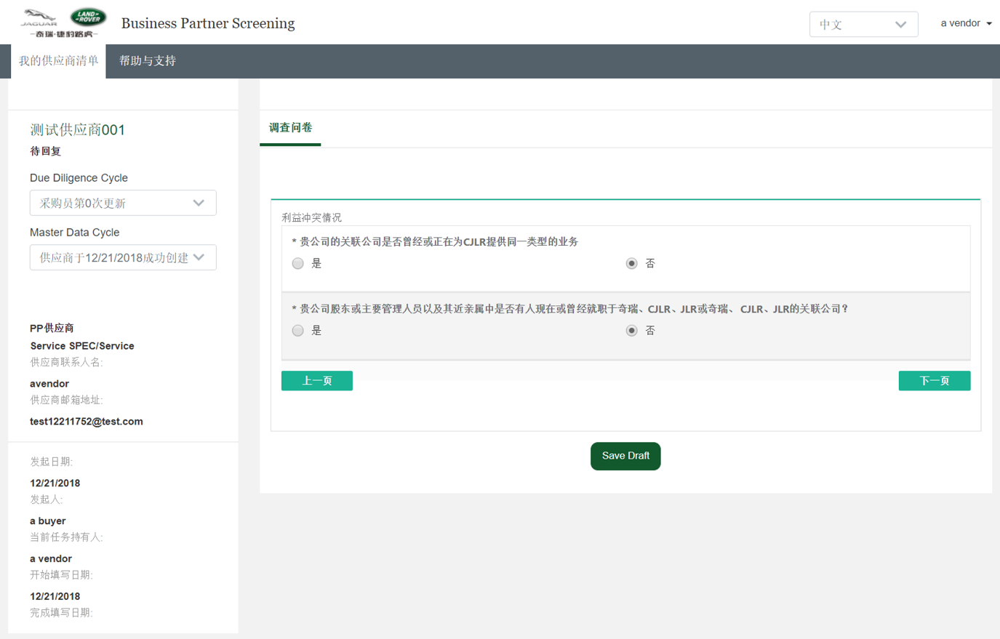 JAGUAR
LAND-
-ROVER
奇瑞·捷豹路虎
Business Partner Screening
中文
a vendor
我的供应商清单
帮助与支持
测试供应商001
待回复
Due Diligence Cycle
采购员第0次更新
Master Data Cycle
供应商于12/21/2018成功创建
PP供应商
Service SPEC/Service
供应商联系人名:
avendor
供应商邮箱地址:
test12211752@test.com
发起日期:
12/21/2018
发起人:
a buyer
当前任务持有人:
a vendor
开始填写日期:
12/21/2018
完成填写日期:
调查问卷
利益冲突情况
* 贵公司的关联公司是否曾经或正在为CJLR提供同一类型的业务
是
否
* 贵公司股东或主要管理人员以及其近亲属中是否有人现在或曾经就职于奇瑞、CJLR、JLR或奇瑞、 CJLR、JLR的关联公司？
是
否
上一页
下一页
Save Draft